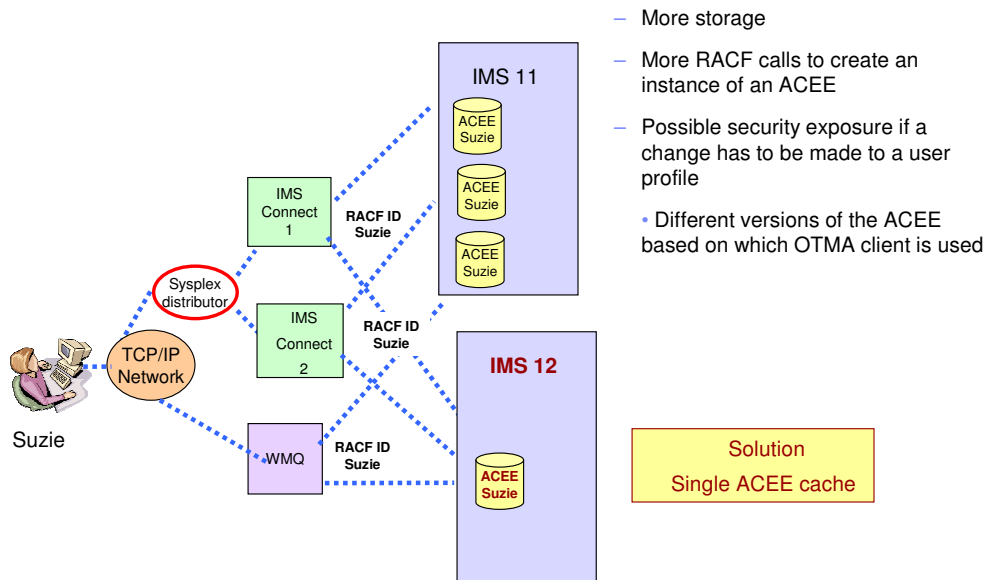 – More storage
– More RACF calls to create an
instance of an ACEE
– Possible security exposure if a
change has to be made to a user
profile
• Different versions of the ACEE
based on which OTMA client is used
IMS 11
ACEE
Suzie
ACEE
Suzie
ACEE
Suzie
IMS
Connect
1
RACF ID
Suzie
Sysplex
distributor
IMS
Connect
2
RACF ID
Suzie
TCP/IP
Network
Suzie
WMQ
RACF ID
Suzie
IMS 12
ACEE
Suzie
Solution
Single ACEE cache